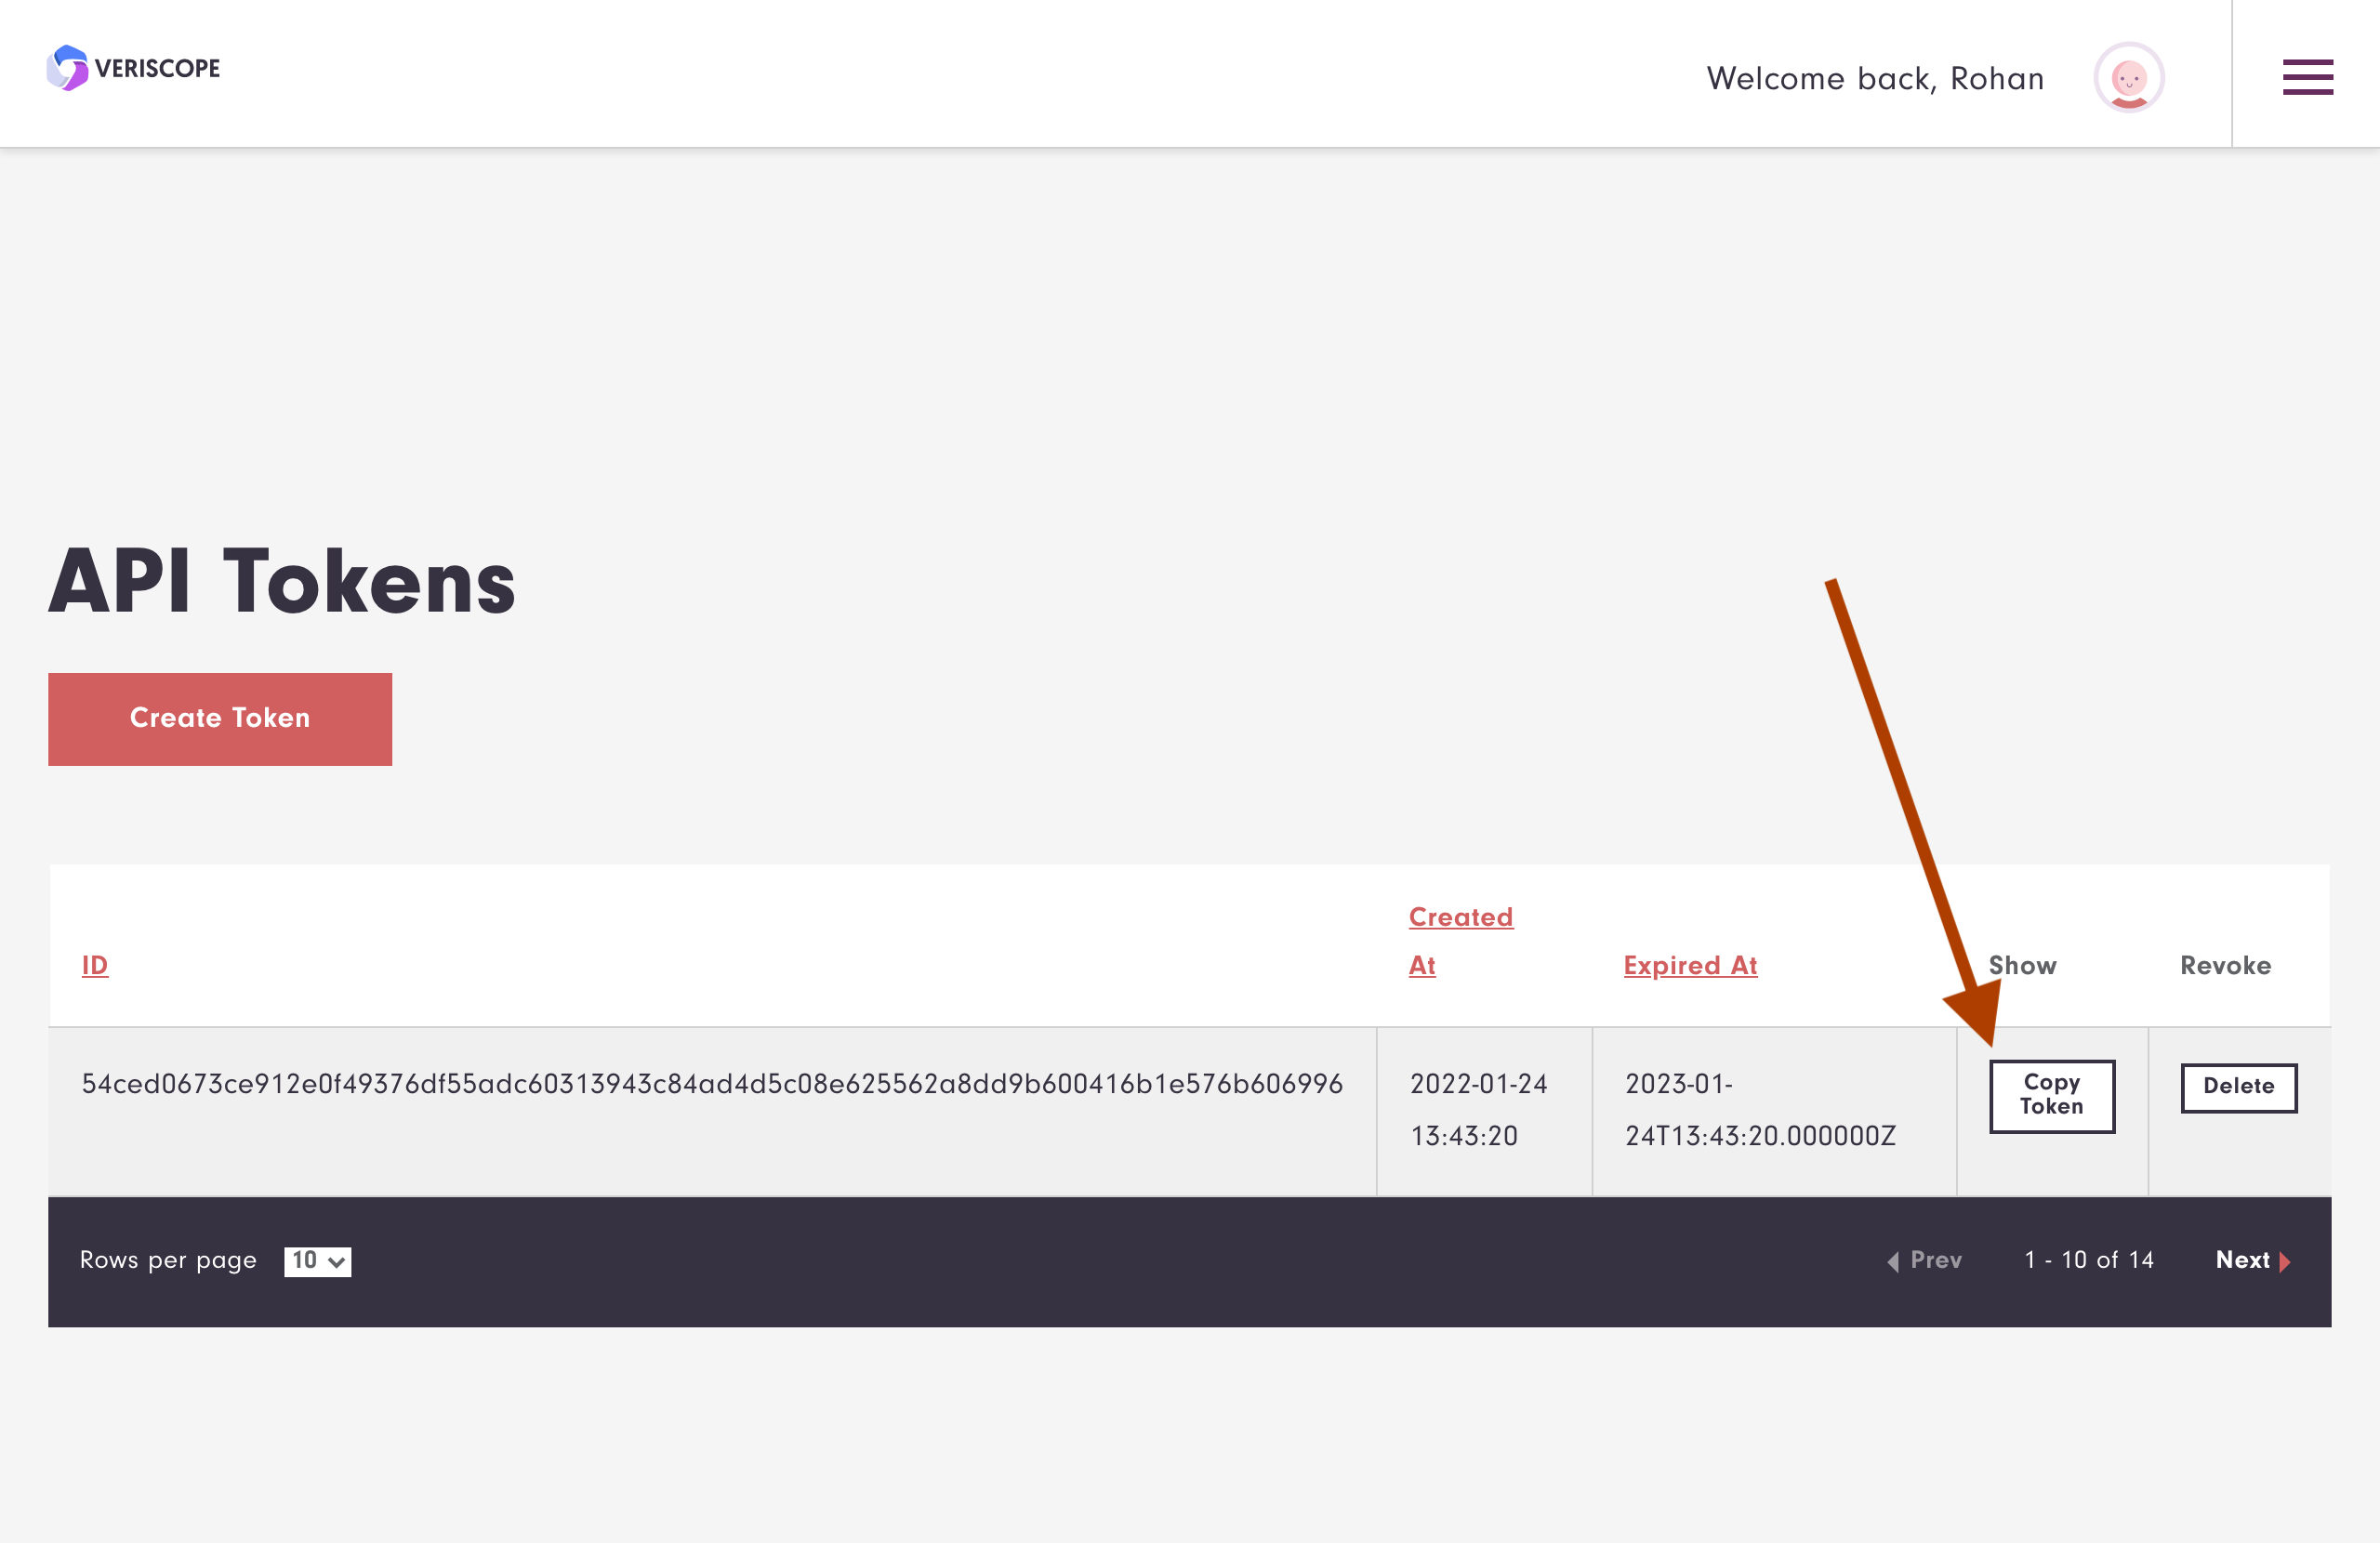 VERISCOPE
Welcome back, Rohan
API Tokens
Create Token
ID
Created
At
Expired At
Show
Revoke
54ced0673ce912e0f49376df55adc60313943c84ad4d5c08e625562a8dd9b600416b1e576b606996
2022-01-24
13:43:20
2023-01-
24T13:43:20.000000Z
Copy
Token
Delete
Rows per page 10
Prev
1 - 10 of 14
Next